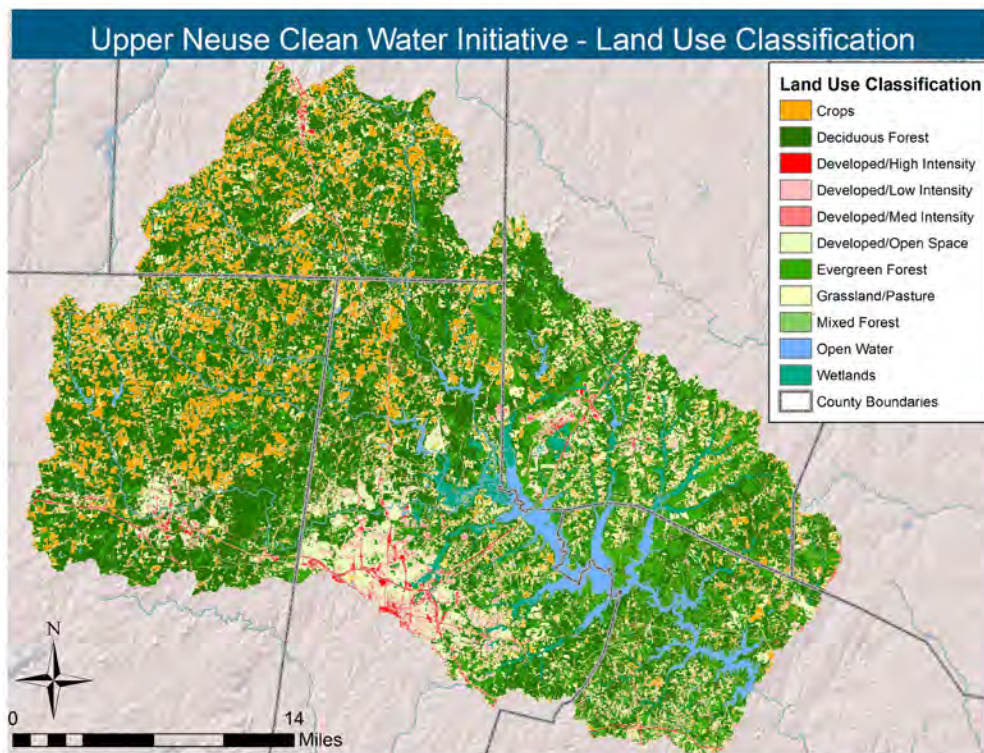 Upper Neuse Clean Water Initiative - Land Use Classification
Land Use Classification
Crops
Deciduous Forest
Developed/High Intensity
Developed/Low Intensity
Developed/Med Intensity
Developed/Open Space
Evergreen Forest
Grassland/Pasture
Mixed Forest
Open Water
Wetlands
County Boundaries
N
0 14
Miles